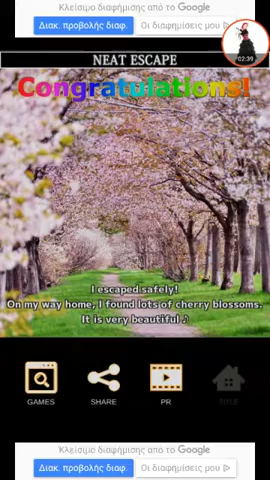 Κλείσιμο διαφήμισης από το Google
Διακ. προβολής διαφ.
Οι διαφημίσεις μου
02:39
NEAT ESCAPE
Congratulations!
I escaped safely!
On my way home, I found lots of cherry blossoms.
It is very beautiful ♪
GAMES
SHARE
PR
TITLE
Κλείσιμο διαφήμισης από το Google
Διακ. προβολής διαφ.
Οι διαφημίσεις μου